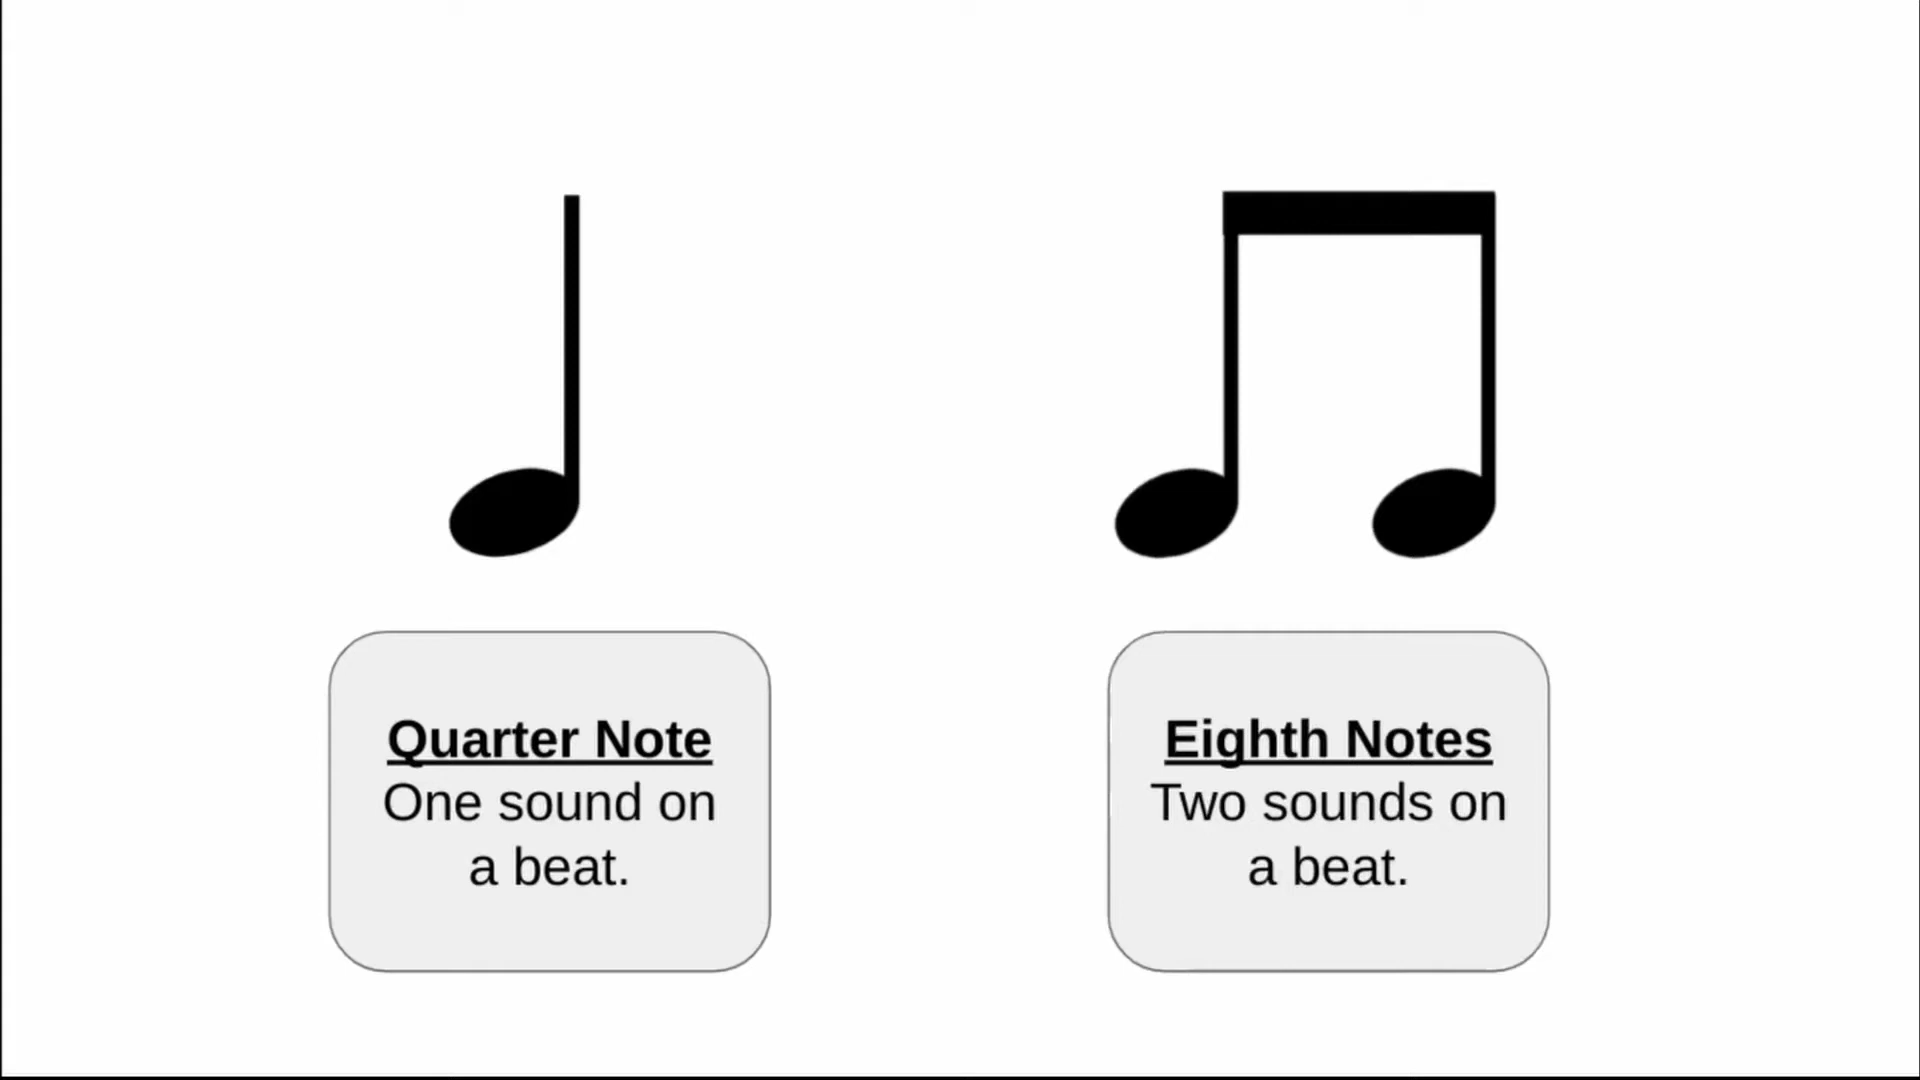 Quarter Note
One sound on
a beat.
Eighth Notes
Two sounds on
a beat.